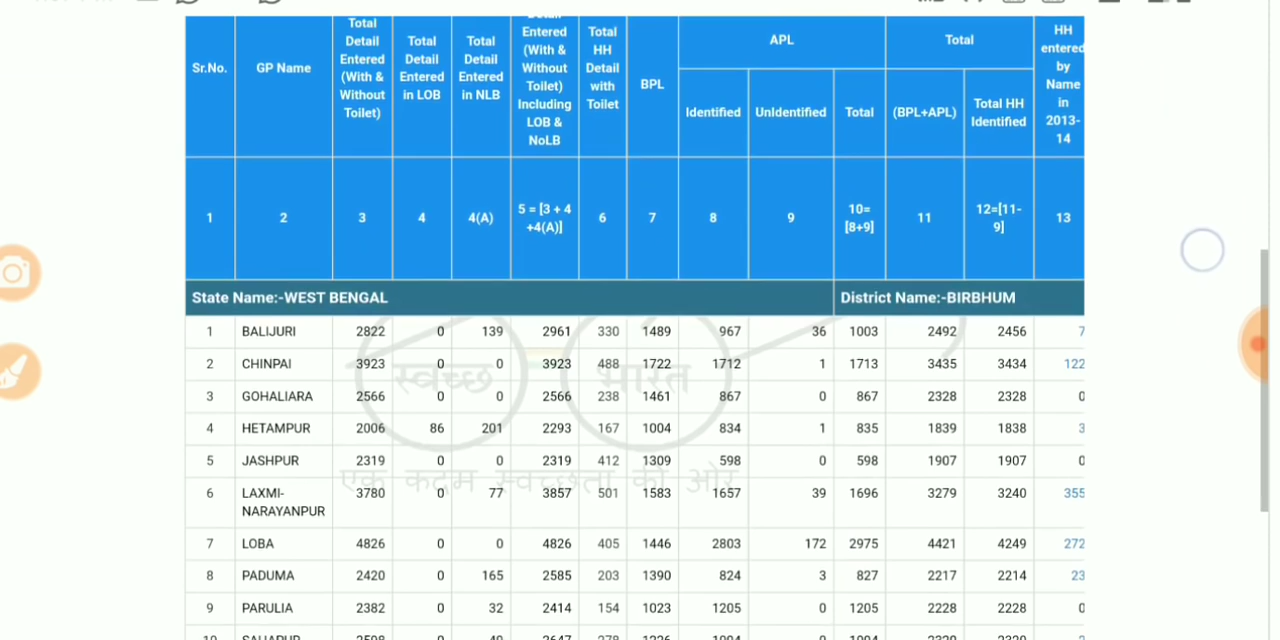 Sr.No.
GP Name
Total
Detail
Entered
(With &
Without
Toilet)
Total
Detail
Entered
in LOB
Total
Detail
Entered
in NLB
Detail
Entered
(With &
Without
Toilet)
Including
LOB &
NoLB
Total
HH
Detail
with
Toilet
BPL
APL
Identified
UnIdentified
Total
Total
(BPL+APL)
Total HH
Identified
HH
entered
by
Name
in
2013-
14
1 2 3 4 4(A) 5 = [3 + 4 +4(A)] 6 7 8 9 10= [8+9] 11 12=[11- 9] 13
State Name:-WEST BENGAL District Name:-BIRBHUM
1 BALIJURI 2822 0 139 2961 330 1489 967 36 1003 2492 2456 7
2 CHINPAI 3923 0 0 3923 488 1722 1712 1 1713 3435 3434 122
3 GOHALIARA 2566 0 0 2566 238 1461 867 0 867 2328 2328 0
4 HETAMPUR 2006 86 201 2293 167 1004 834 1 835 1839 1838 3
5 JASHPUR 2319 0 0 2319 412 1309 598 0 598 1907 1907 0
6 LAXMI- 3780 0 77 3857 501 1583 1657 39 1696 3279 3240 355
NARAYANPUR
7 LOBA 4826 0 0 4826 405 1446 2803 172 2975 4421 4249 272
8 PADUMA 2420 0 165 2585 203 1390 824 3 827 2217 2214 23
9 PARULIA 2382 0 32 2414 154 1023 1205 0 1205 2228 2228 0
स्वच्छ भारत
एक कदम स्वच्छता की ओर